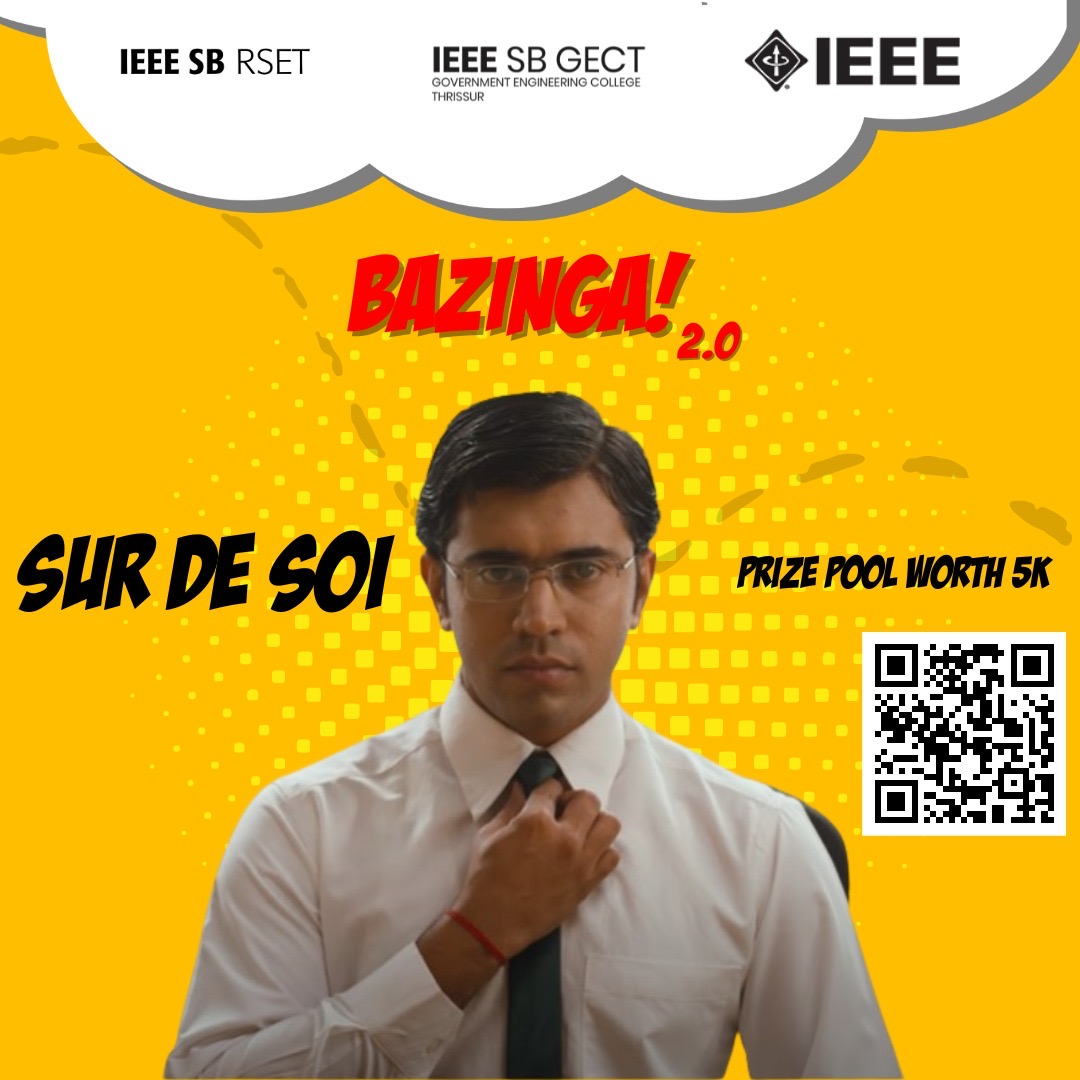 IEEE SB RSET
IEEE SB GECT
GOVERNMENT ENGINEERING COLLEGE
THRISSUR
IEEE
BAZINGA!
2.0
SUR DE SOI
PRIZE POOL WORTH 5K